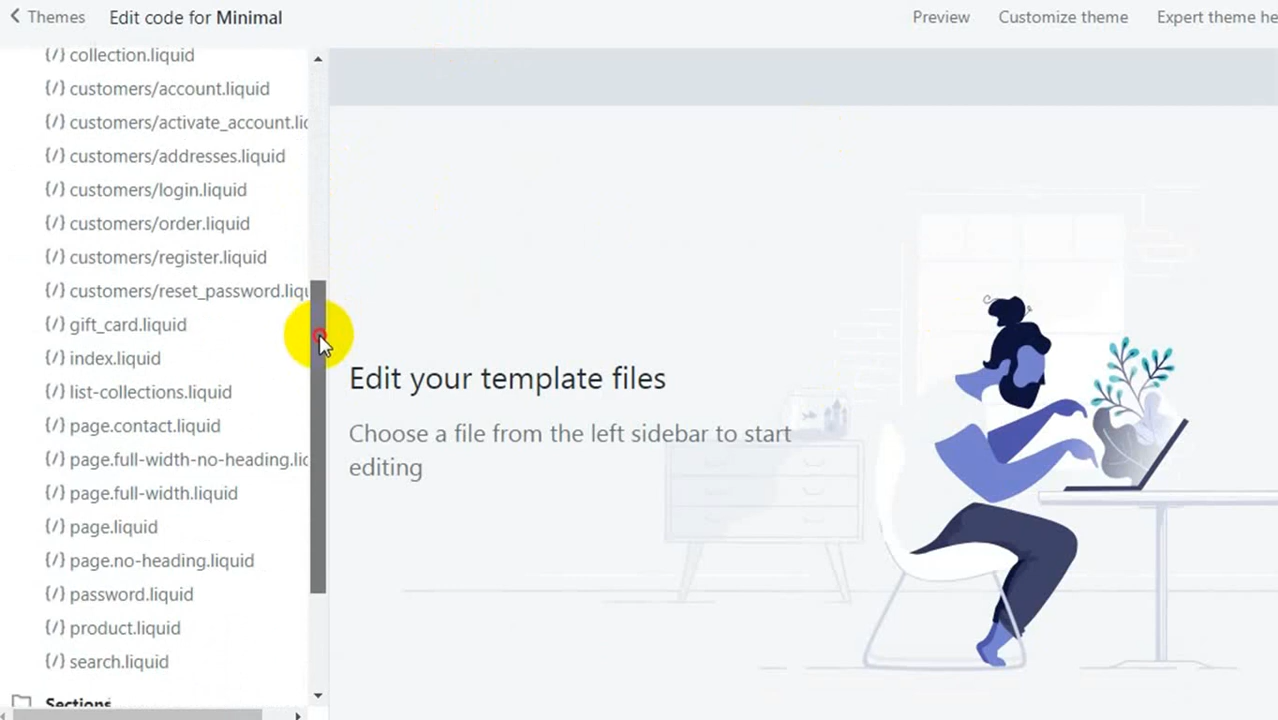 Themes Edit code for Minimal Preview Customize theme Expert theme he
{/} collection.liquid
{/} customers/account.liquid
{/} customers/activate_account.lic
{/} customers/addresses.liquid
{/} customers/login.liquid
{/} customers/order.liquid
{/} customers/register.liquid
{/} customers/reset_password.liqu
{/} gift_card.liquid
{/} index.liquid
{/} list-collections.liquid
{/} page.contact.liquid
{/} page.full-width-no-heading.lic
{/} page.full-width.liquid
{/} page.liquid
{/} page.no-heading.liquid
{/} password.liquid
{/} product.liquid
{/} search.liquid
Sections
Edit your template files
Choose a file from the left sidebar to start
editing